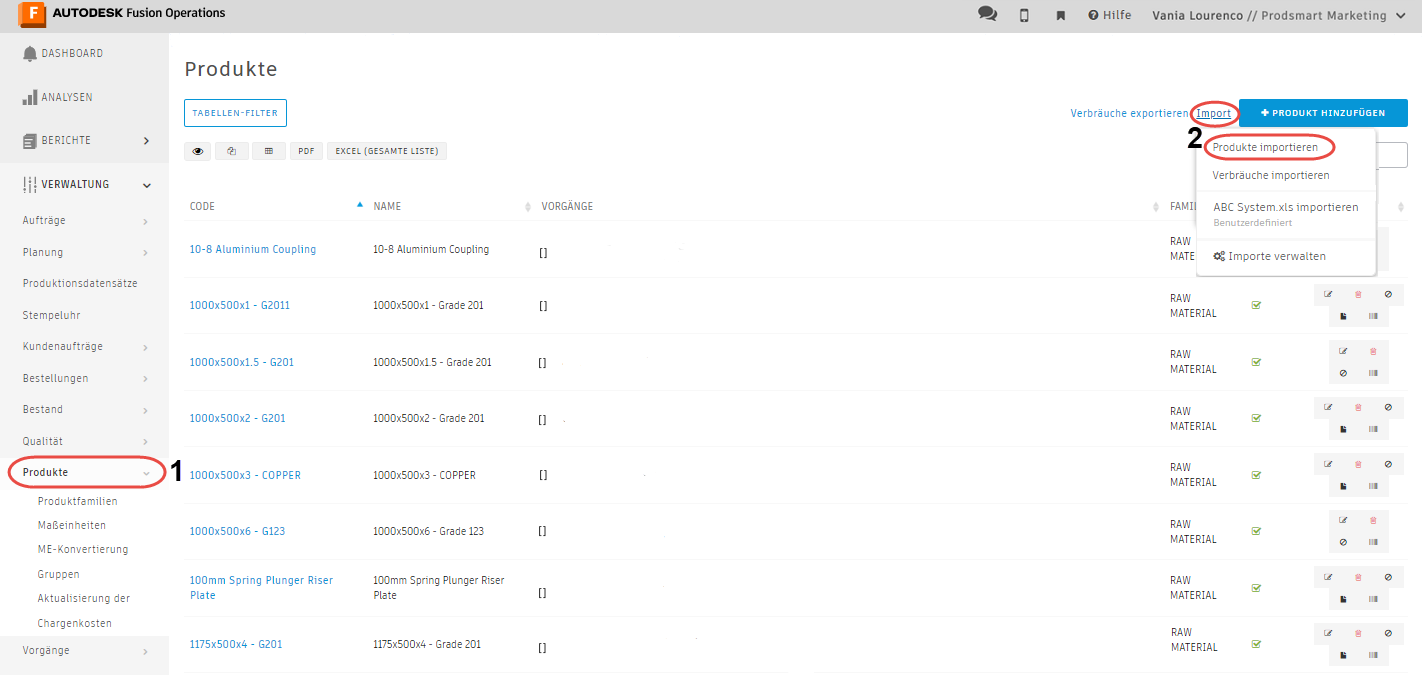 F AUTODESK Fusion Operations
Hilfe
Vania Lourenco // Prodsmart Marketing
DASHBOARD
ANALYSEN
BERICHTE
VERWALTUNG
Aufträge
Planung
Produktionsdatensätze
Stempeluhr
Kundenaufträge
Bestellungen
Bestand
Qualität
Produkte
1
Produktfamilien
Maßeinheiten
ME-Konvertierung
Gruppen
Aktualisierung der
Chargenkosten
Vorgänge
Produkte
TABELLEN-FILTER
Verbräuche exportieren
Import
PRODUKT HINZUFÜGEN
2
Produkte importieren
Verbräuche importieren
ABC System.xls importieren
Benutzerdefiniert
Importe verwalten
PDF
EXCEL (GESAMTE LISTE)
CODE NAME VORGÄNGE FAMI
10-8 Aluminium Coupling 10-8 Aluminium Coupling [] RAW
MATE
1000x500x1 - G2011 1000x500x1 - Grade 201 [] RAW
MATERIAL
1000x500x1.5 - G201 1000x500x1.5 - Grade 201 [] RAW
MATERIAL
1000x500x2 - G201 1000x500x2 - Grade 201 [] RAW
MATERIAL
1000x500x3 - COPPER 1000x500x3 - COPPER [] RAW
MATERIAL
1000x500x6 - G123 1000x500x6 - Grade 123 [] RAW
MATERIAL
100mm Spring Plunger Riser 100mm Spring Plunger Riser [] RAW
Plate Plate MATERIAL
1175x500x4 - G201 1175x500x4 - Grade 201 [] RAW
MATERIAL